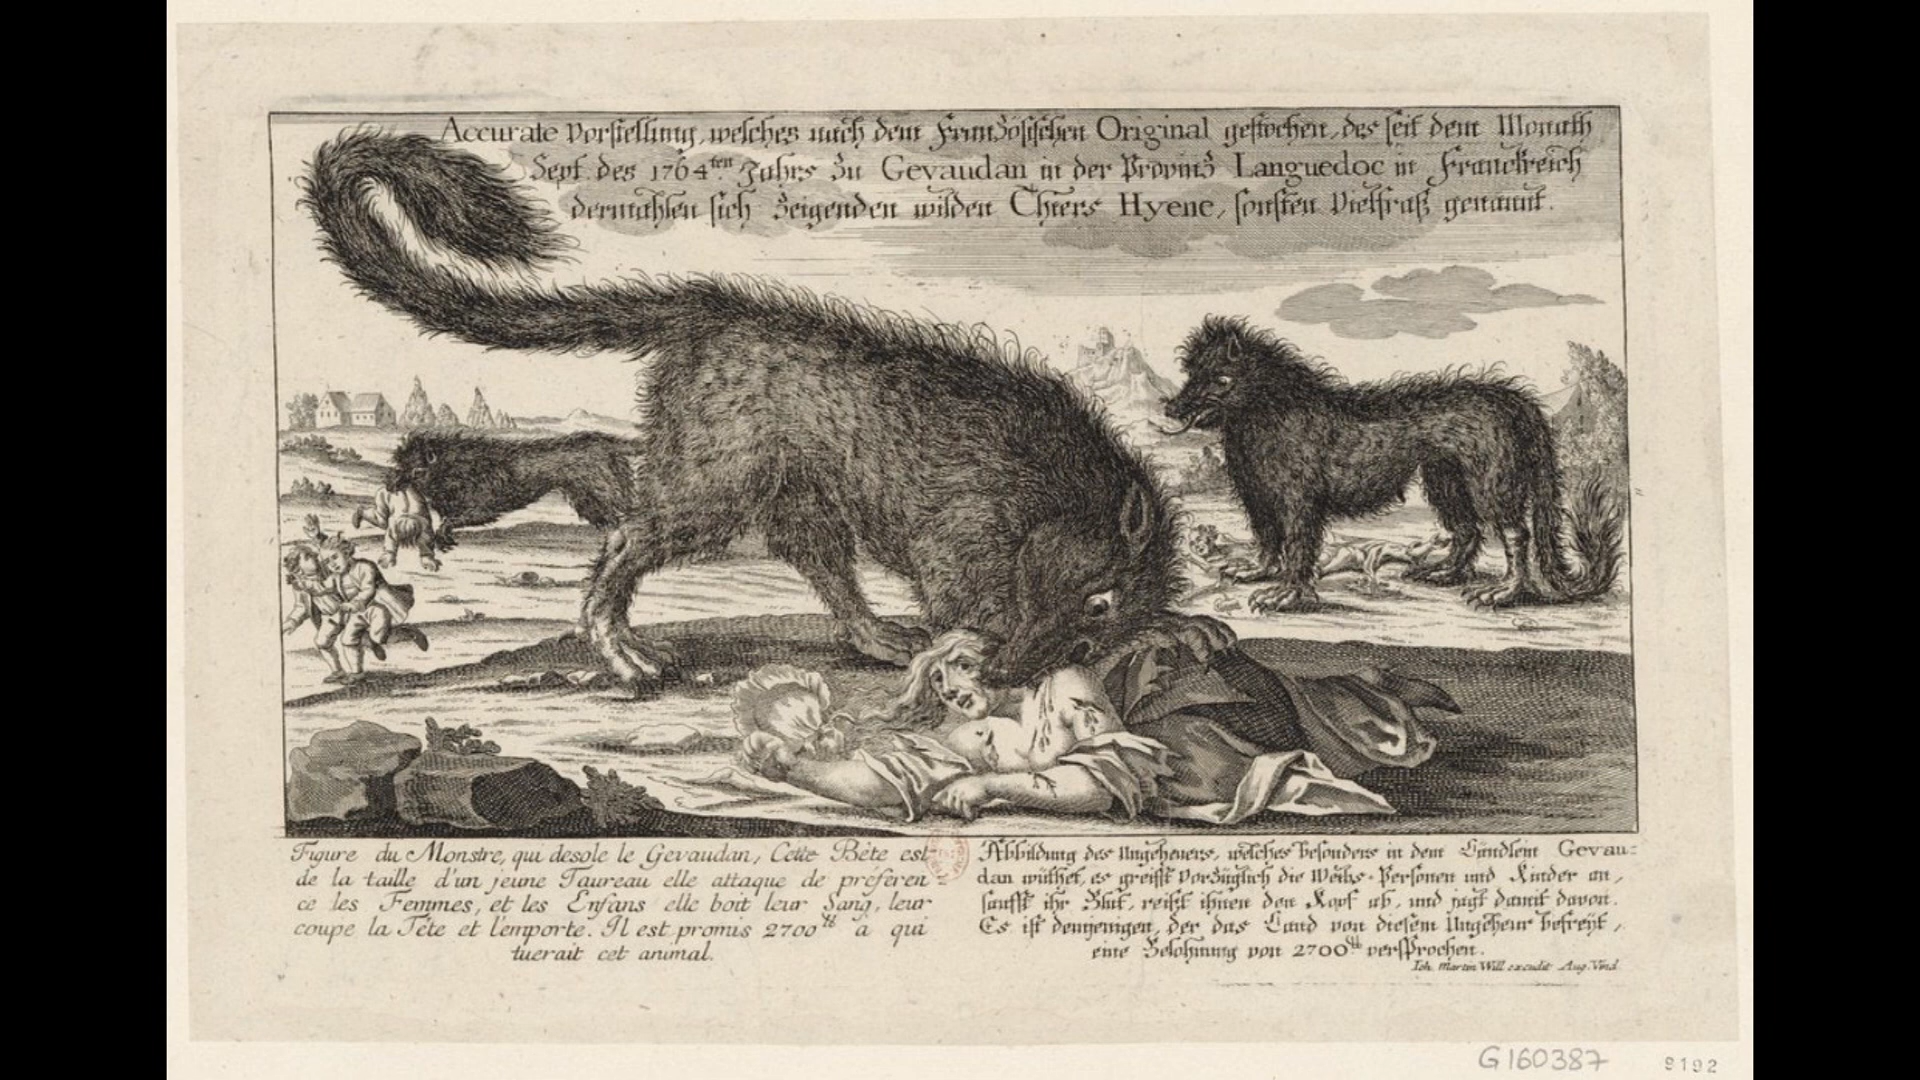 Accurate Vorstellung, welches nach dem Französischen Original gestochen, des seit dem Monath
Sept. des 1764ten Jahrs zu Gevaudan in der Provinz Languedoc in Franckreich
dermahlen sich zeigenden wilden Thiers Hyene, sonsten Vielfraß genannt.
Figure du Monstre, qui desole le Gevaudan, Cette Bête est
de la taille d'un jeune Taureau elle attaque de préferen=
ce les Femmes, et les Enfans elle boit leur Sang, leur
coupe la Tête et l'emporte. Il est promis 2700 tt à qui
tuerait cet animal.
Abbildung des Ungeheuers, welches besonders in dem Ländlein Gevau=
dan wüthet, es greifft vorzüglich die Weibs-Personen und Kinder an,
saufft ihr Blut, reißt ihnen den Kopf ab, und jagt damit davon.
Es ist demjenigen, der das Land von diesem Ungeheur befreyt,
eine Belohnung von 2700 tt versprochen.
Joh. Martin Will excudit Aug. Vind.
G160387
9192